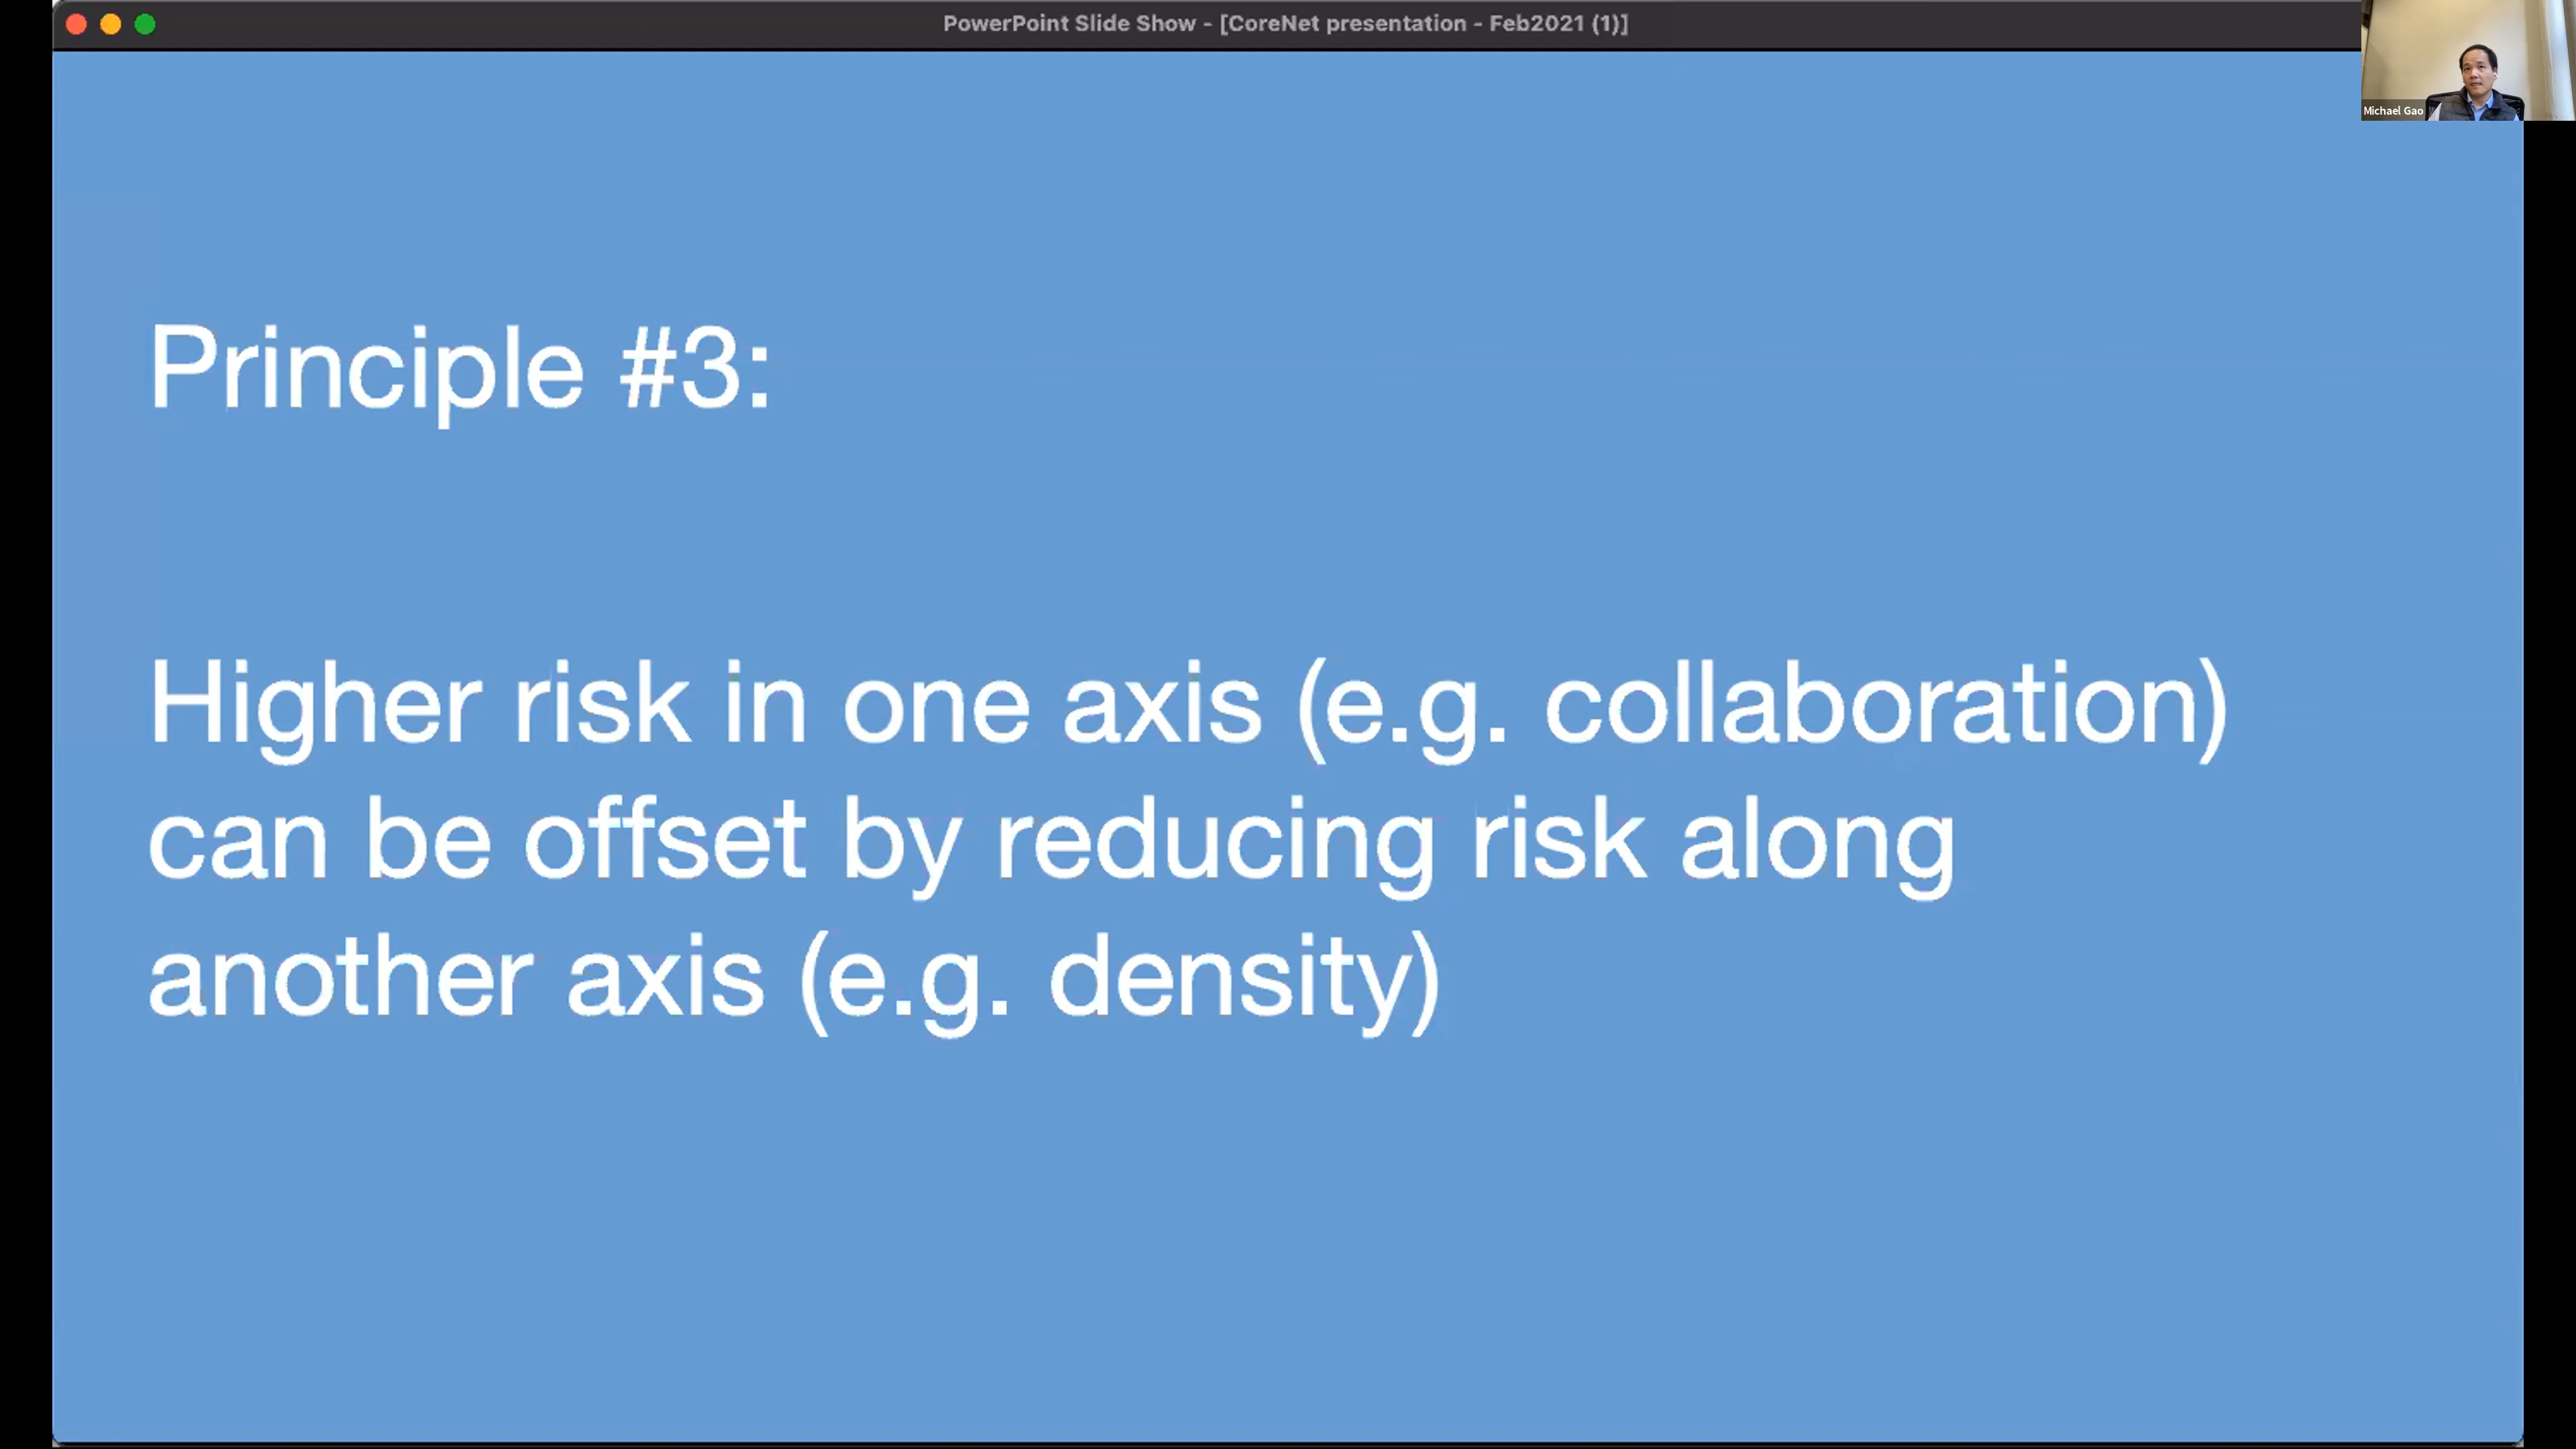 PowerPoint Slide Show - [CoreNet presentation - Feb2021 (1)]
Michael Gao
Principle #3:
Higher risk in one axis (e.g. collaboration)
can be offset by reducing risk along
another axis (e.g. density)